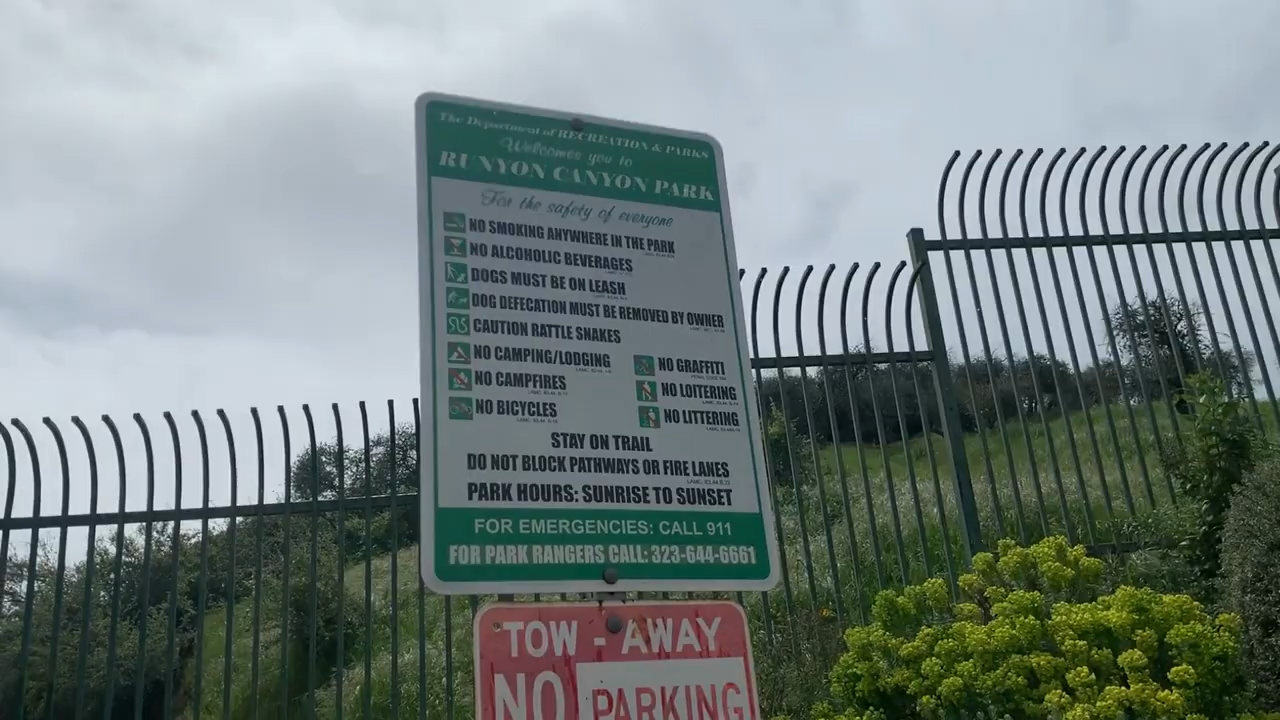 The Department of RECREATION & PARKS
Welcomes you to
RUNYON CANYON PARK
For the safety of everyone
NO SMOKING ANYWHERE IN THE PARK
NO ALCOHOLIC BEVERAGES
DOGS MUST BE ON LEASH
DOG DEFECATION MUST BE REMOVED BY OWNER
CAUTION RATTLE SNAKES
NO CAMPING/LODGING
NO CAMPFIRES
NO BICYCLES
NO GRAFFITI
NO LOITERING
NO LITTERING
STAY ON TRAIL
DO NOT BLOCK PATHWAYS OR FIRE LANES
PARK HOURS: SUNRISE TO SUNSET
FOR EMERGENCIES: CALL 911
FOR PARK RANGERS CALL: 323-644-6661
TOW - AWAY
NO PARKING